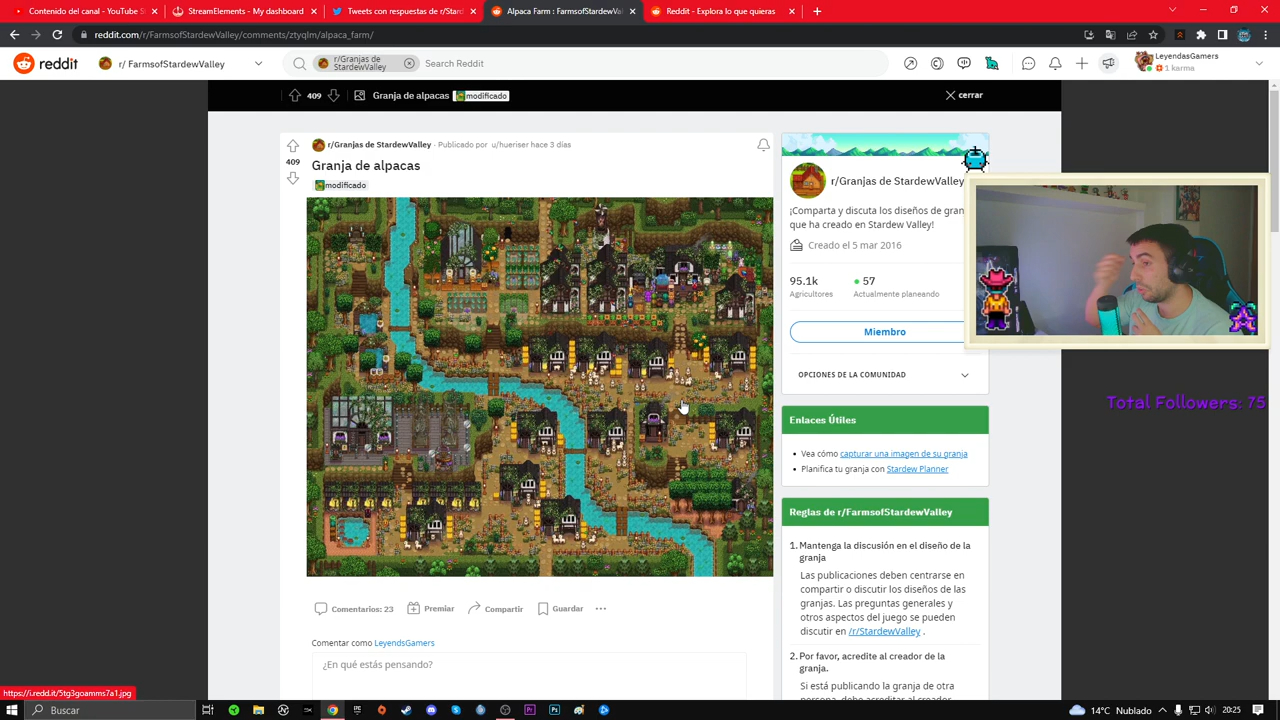 Contenido del canal - YouTube S
StreamElements - My dashboard
Tweets con respuestas de r/Stard
Alpaca Farm : FarmsofStardewVal
Reddit - Explora lo que quieras
reddit.com/r/FarmsofStardewValley/comments/ztyqlm/alpaca_farm/
reddit
r/ FarmsofStardewValley
r/Granjas de StardewValley
Search Reddit
LeyendasGamers
1 karma
409
Granja de alpacas
modificado
cerrar
r/Granjas de StardewValley · Publicado por u/hueriser hace 3 días
409
Granja de alpacas
modificado
r/Granjas de StardewValley
¡Comparta y discuta los diseños de gran
que ha creado en Stardew Valley!
Creado el 5 mar 2016
95.1k
57
Agricultores
Actualmente planeando
Miembro
OPCIONES DE LA COMUNIDAD
Total Followers: 75
Enlaces Útiles
Vea cómo capturar una imagen de su granja
Planifica tu granja con Stardew Planner
Reglas de r/FarmsofStardewValley
1. Mantenga la discusión en el diseño de la
granja
Las publicaciones deben centrarse en
compartir o discutir los diseños de las
granjas. Las preguntas generales y
otros aspectos del juego se pueden
discutir en /r/StardewValley .
2. Por favor, acredite al creador de la
granja.
Si está publicando la granja de otra
persona, debe acreditar al creador
Comentarios: 23
Premiar
Compartir
Guardar
Comentar como LeyendsGamers
¿En qué estás pensando?
https://i.redd.it/5tg3goamms7a1.jpg
Buscar
14°C Nublado
20:25